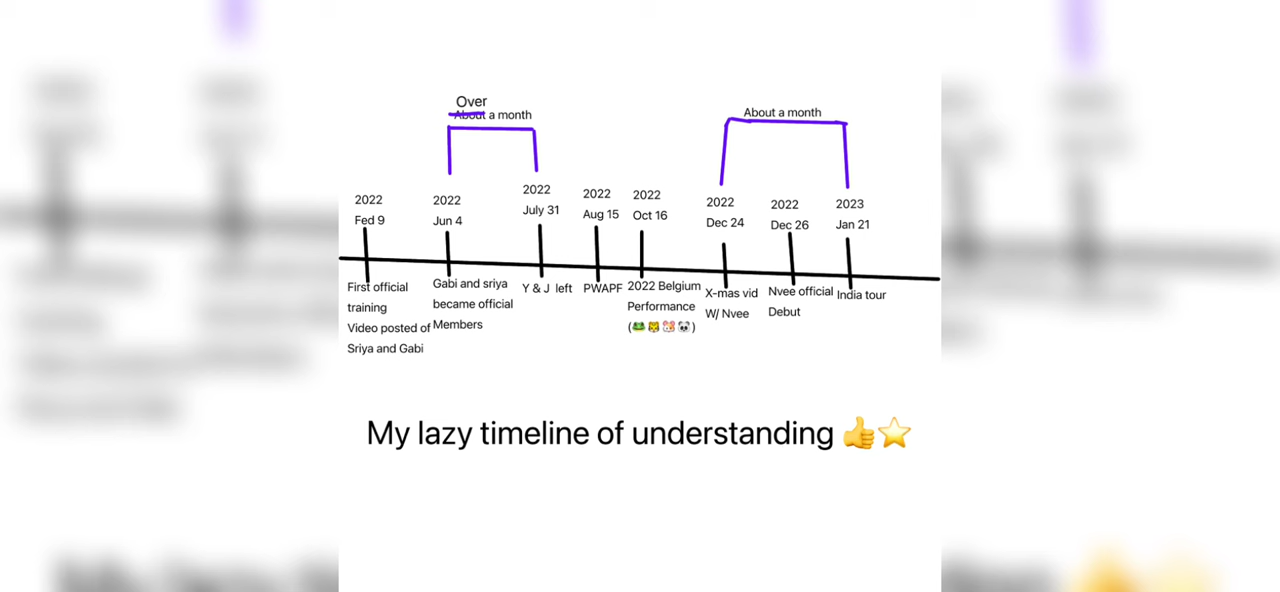 Over
About a month
About a month
2022
Fed 9
2022
Jun 4
2022
July 31
2022
Aug 15
2022
Oct 16
2022
Dec 24
2022
Dec 26
2023
Jan 21
First official
training
Video posted of
Sriya and Gabi
Gabi and sriya
became official
Members
Y & J left
PWAPF
2022 Belgium
Performance
(🐸🐯🐹🐼)
X-mas vid
W/ Nvee
Nvee official
Debut
India tour
My lazy timeline of understanding 👍⭐